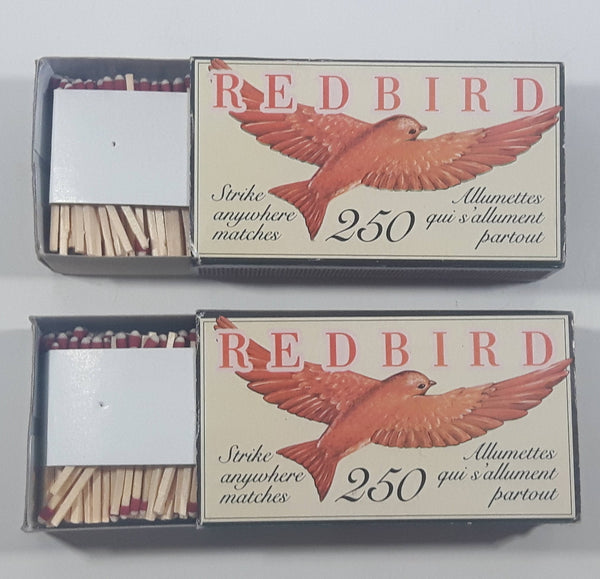 REDBIRD
Strike
anywhere
matches
250
Allumettes
qui s'allument
partout
REDBIRD
Strike
anywhere
matches
250
Allumettes
qui s'allument
partout